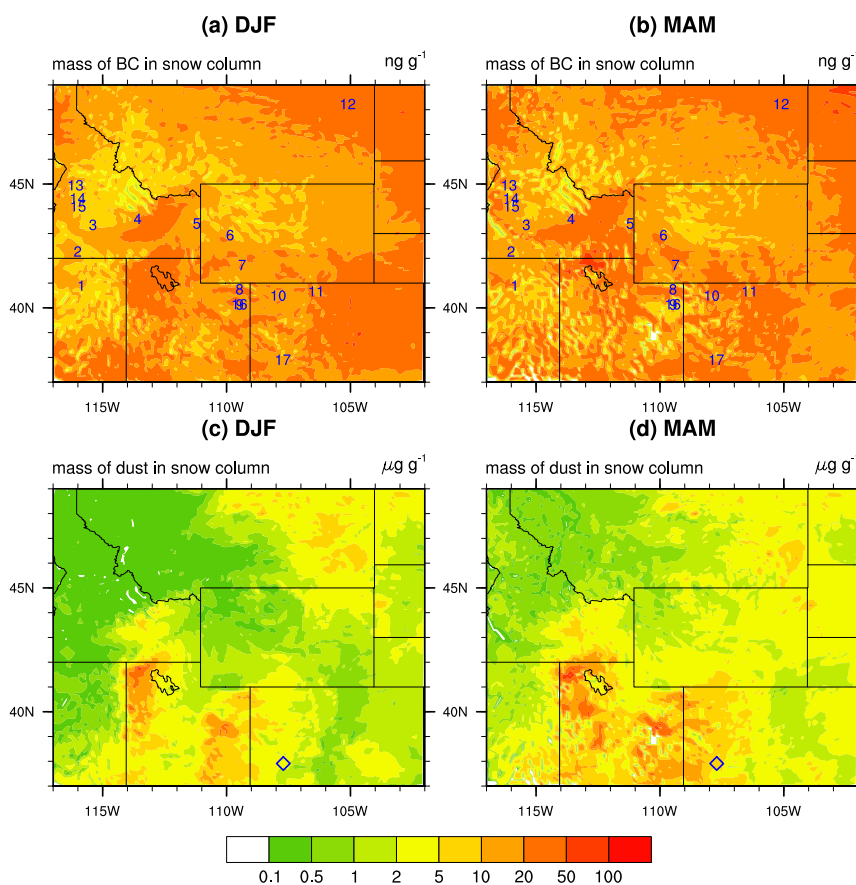 (a) DJF
(b) MAM
mass of BC in snow column ng g⁻¹
mass of BC in snow column ng g⁻¹
12
13
14
15
3
4
5
6
2
7
1
8
10
11
9
16
17
12
13
14
15
3
4
5
6
2
7
1
8
10
11
9
16
17
45N
40N
45N
40N
115W 110W 105W
115W 110W 105W
(c) DJF
(d) MAM
mass of dust in snow column μg g⁻¹
mass of dust in snow column μg g⁻¹
45N
40N
45N
40N
115W 110W 105W
115W 110W 105W
0.1 0.5 1 2 5 10 20 50 100